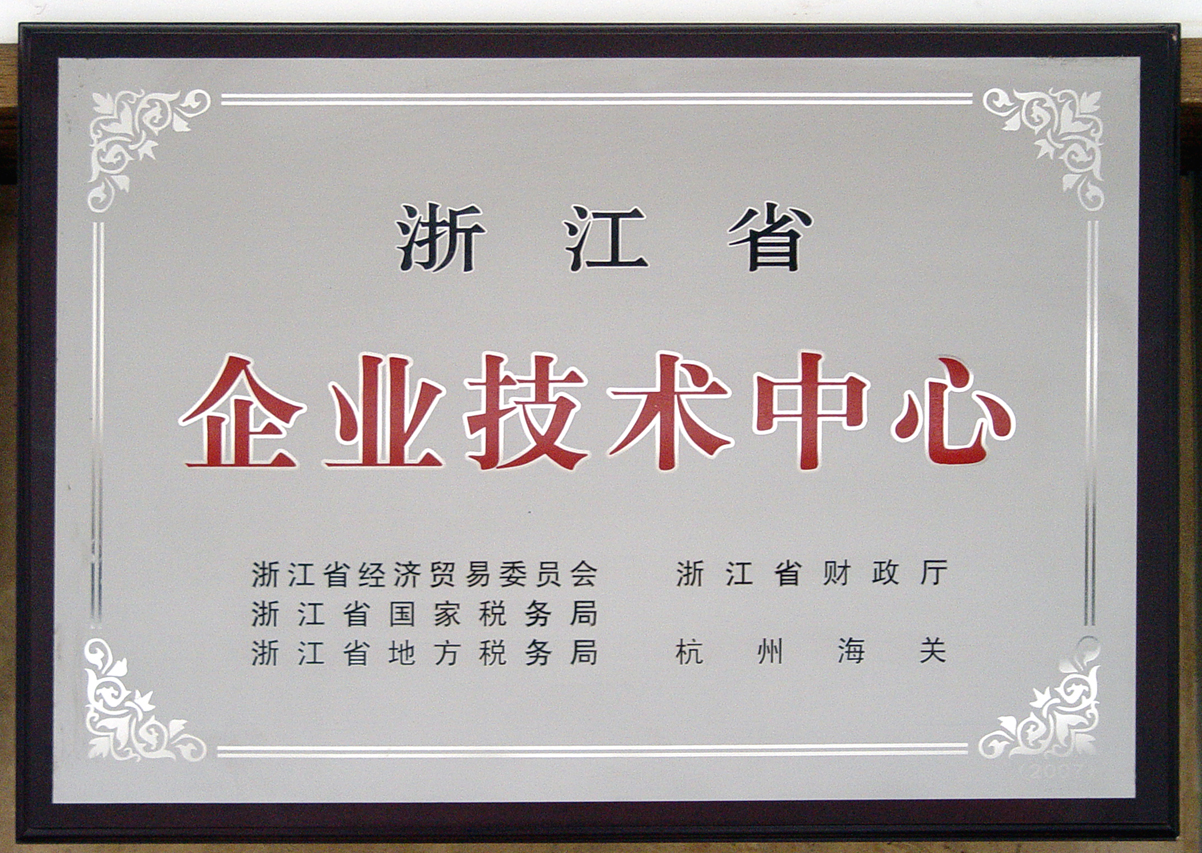 浙江省
企业技术中心
浙江省经济贸易委员会 浙江省财政厅
浙江省国家税务局
浙江省地方税务局 杭州海关
(2007)